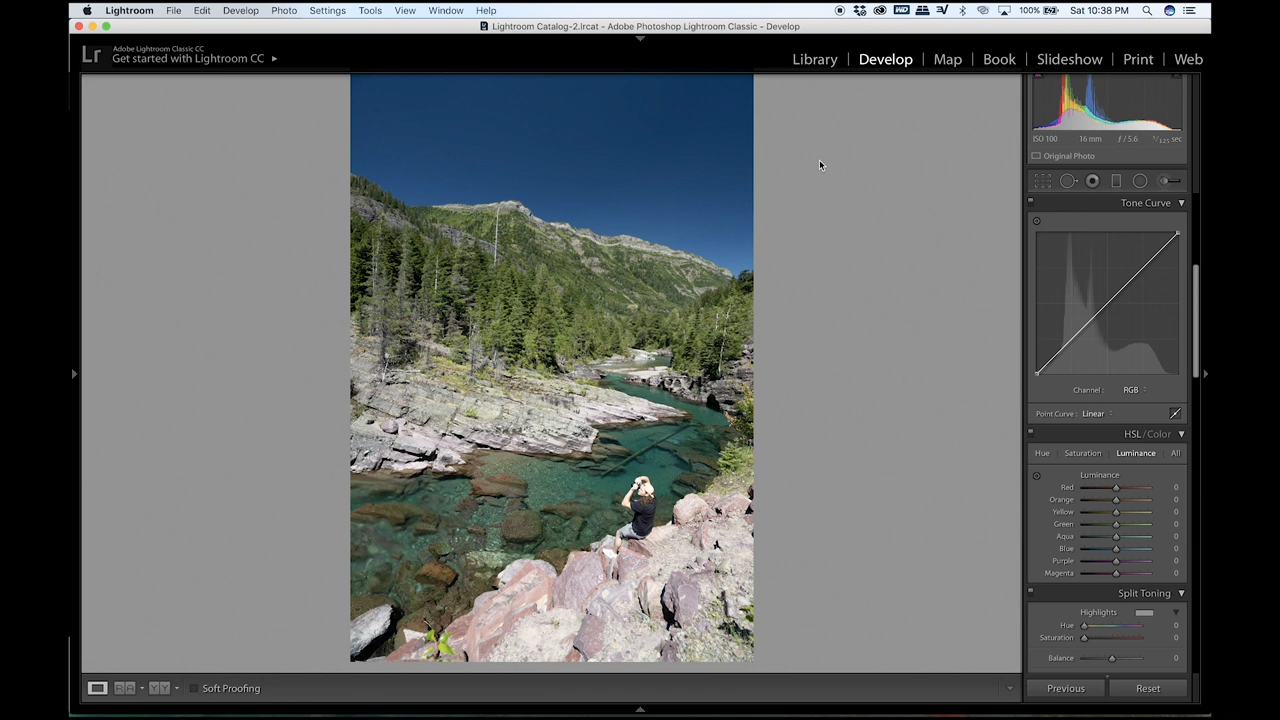 Lightroom File Edit Develop Photo Settings Tools View Window Help 100% Sat 10:38 PM
Lightroom Catalog-2.lrcat - Adobe Photoshop Lightroom Classic - Develop
Lr Adobe Lightroom Classic CC
Get started with Lightroom CC
Library | Develop | Map | Book | Slideshow | Print | Web
ISO 100 16 mm ƒ / 5.6 1/125 sec
Original Photo
Tone Curve
Channel : RGB
Point Curve : Linear
HSL / Color
Hue Saturation Luminance All
Luminance
Red 0
Orange 0
Yellow 0
Green 0
Aqua 0
Blue 0
Purple 0
Magenta 0
Split Toning
Highlights
Hue 0
Saturation 0
Balance 0
Soft Proofing
Previous Reset